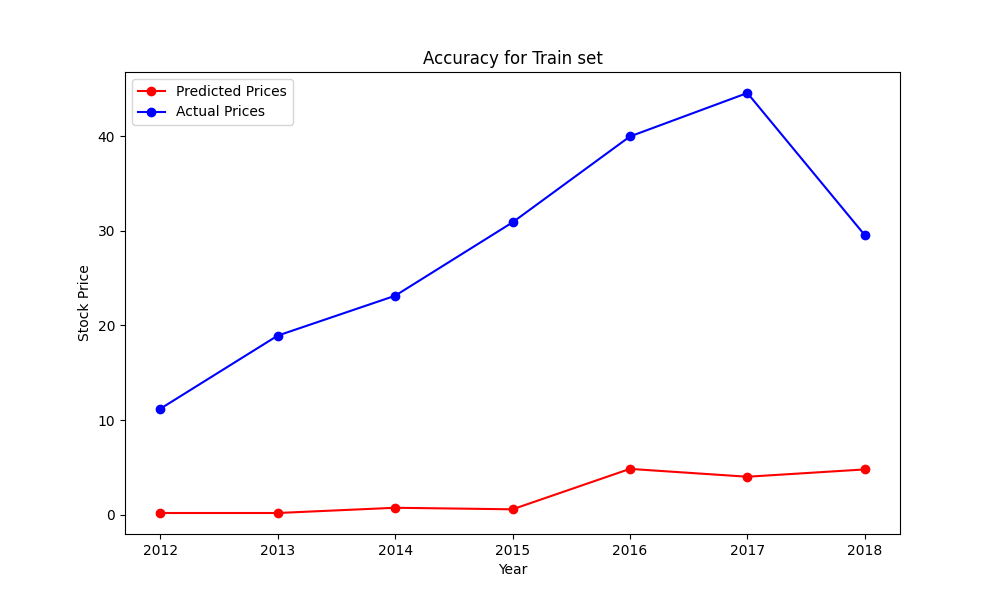 Accuracy for Train set
Predicted Prices
Actual Prices
Stock Price
40
30
20
10
0
2012 2013 2014 2015 2016 2017 2018
Year